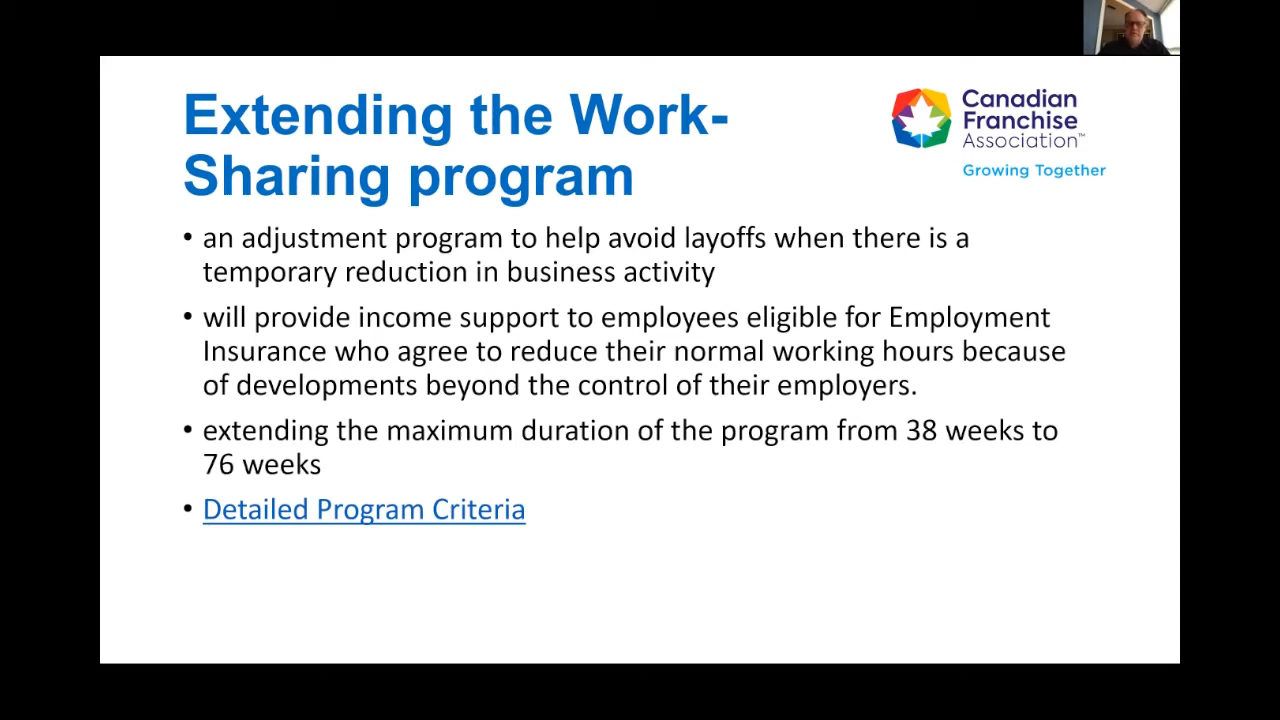 Extending the Work-
Sharing program
Canadian
Franchise
Association™
Growing Together
• an adjustment program to help avoid layoffs when there is a
temporary reduction in business activity
• will provide income support to employees eligible for Employment
Insurance who agree to reduce their normal working hours because
of developments beyond the control of their employers.
• extending the maximum duration of the program from 38 weeks to
76 weeks
• Detailed Program Criteria